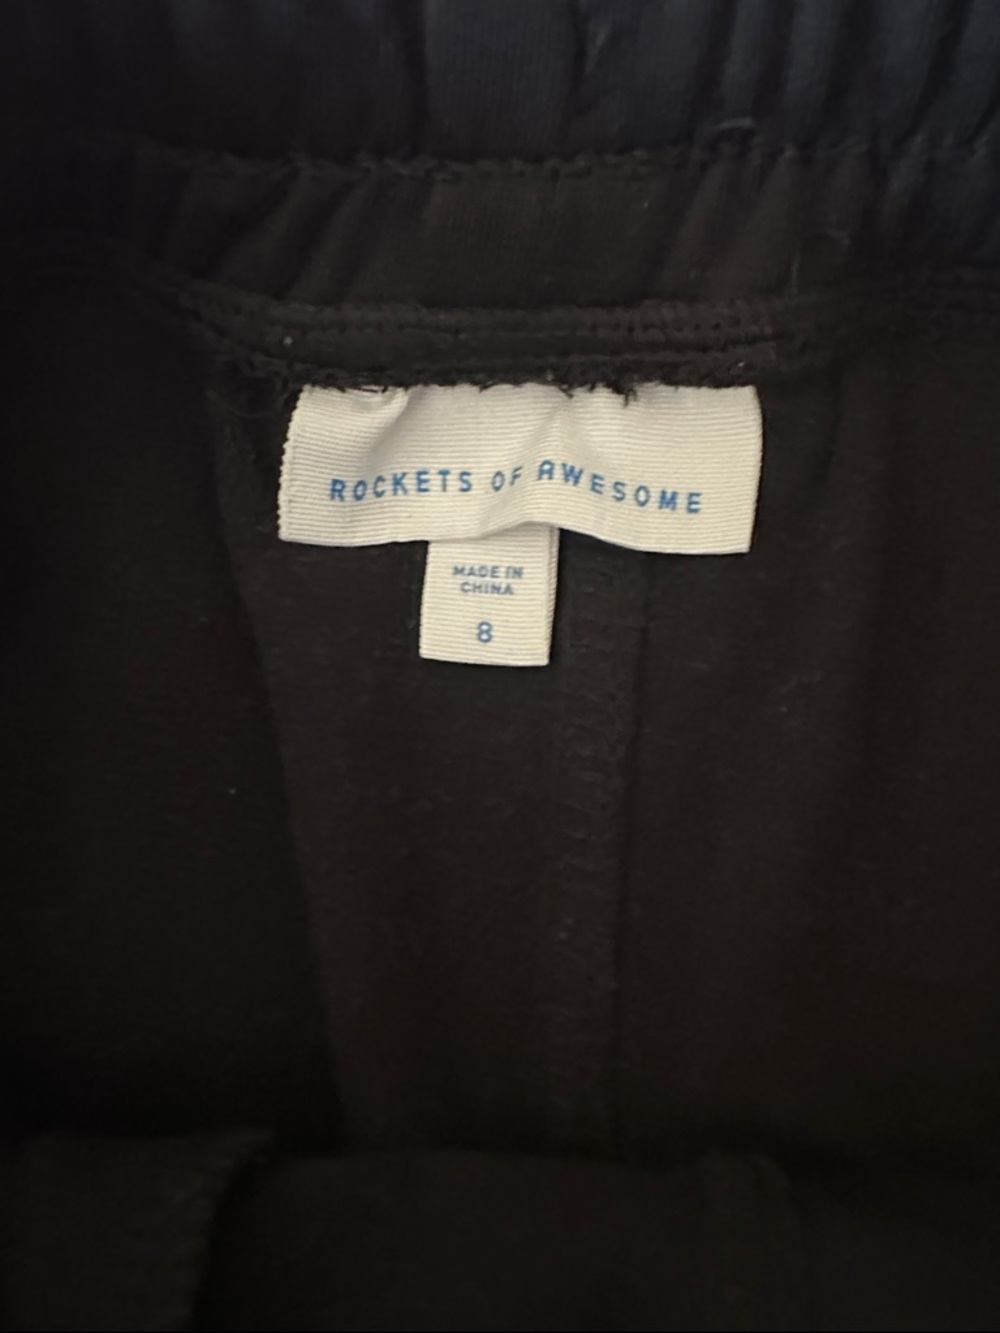 ROCKETS OF AWESOME
MADE IN
CHINA
8